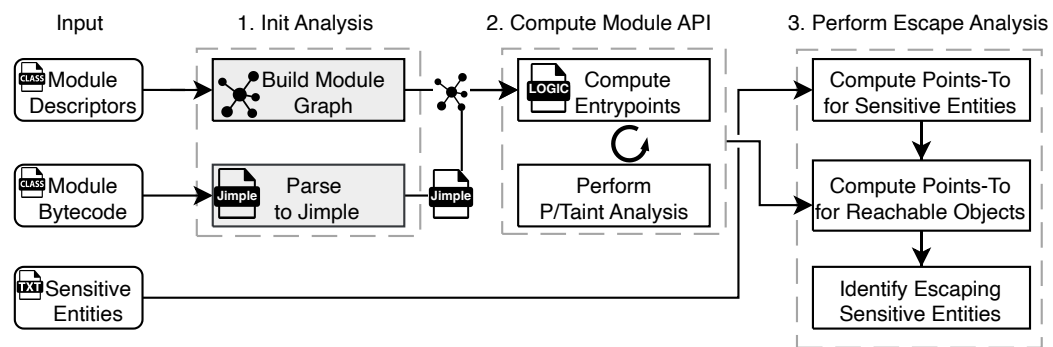 Input
1. Init Analysis
2. Compute Module API
3. Perform Escape Analysis
CLASS
Module
Descriptors
Build Module
Graph
LOGIC
Compute
Entrypoints
Compute Points-To
for Sensitive Entities
CLASS
Module
Bytecode
Jimple
Parse
to Jimple
Jimple
Perform
P/Taint Analysis
Compute Points-To
for Reachable Objects
TXT
Sensitive
Entities
Identify Escaping
Sensitive Entities